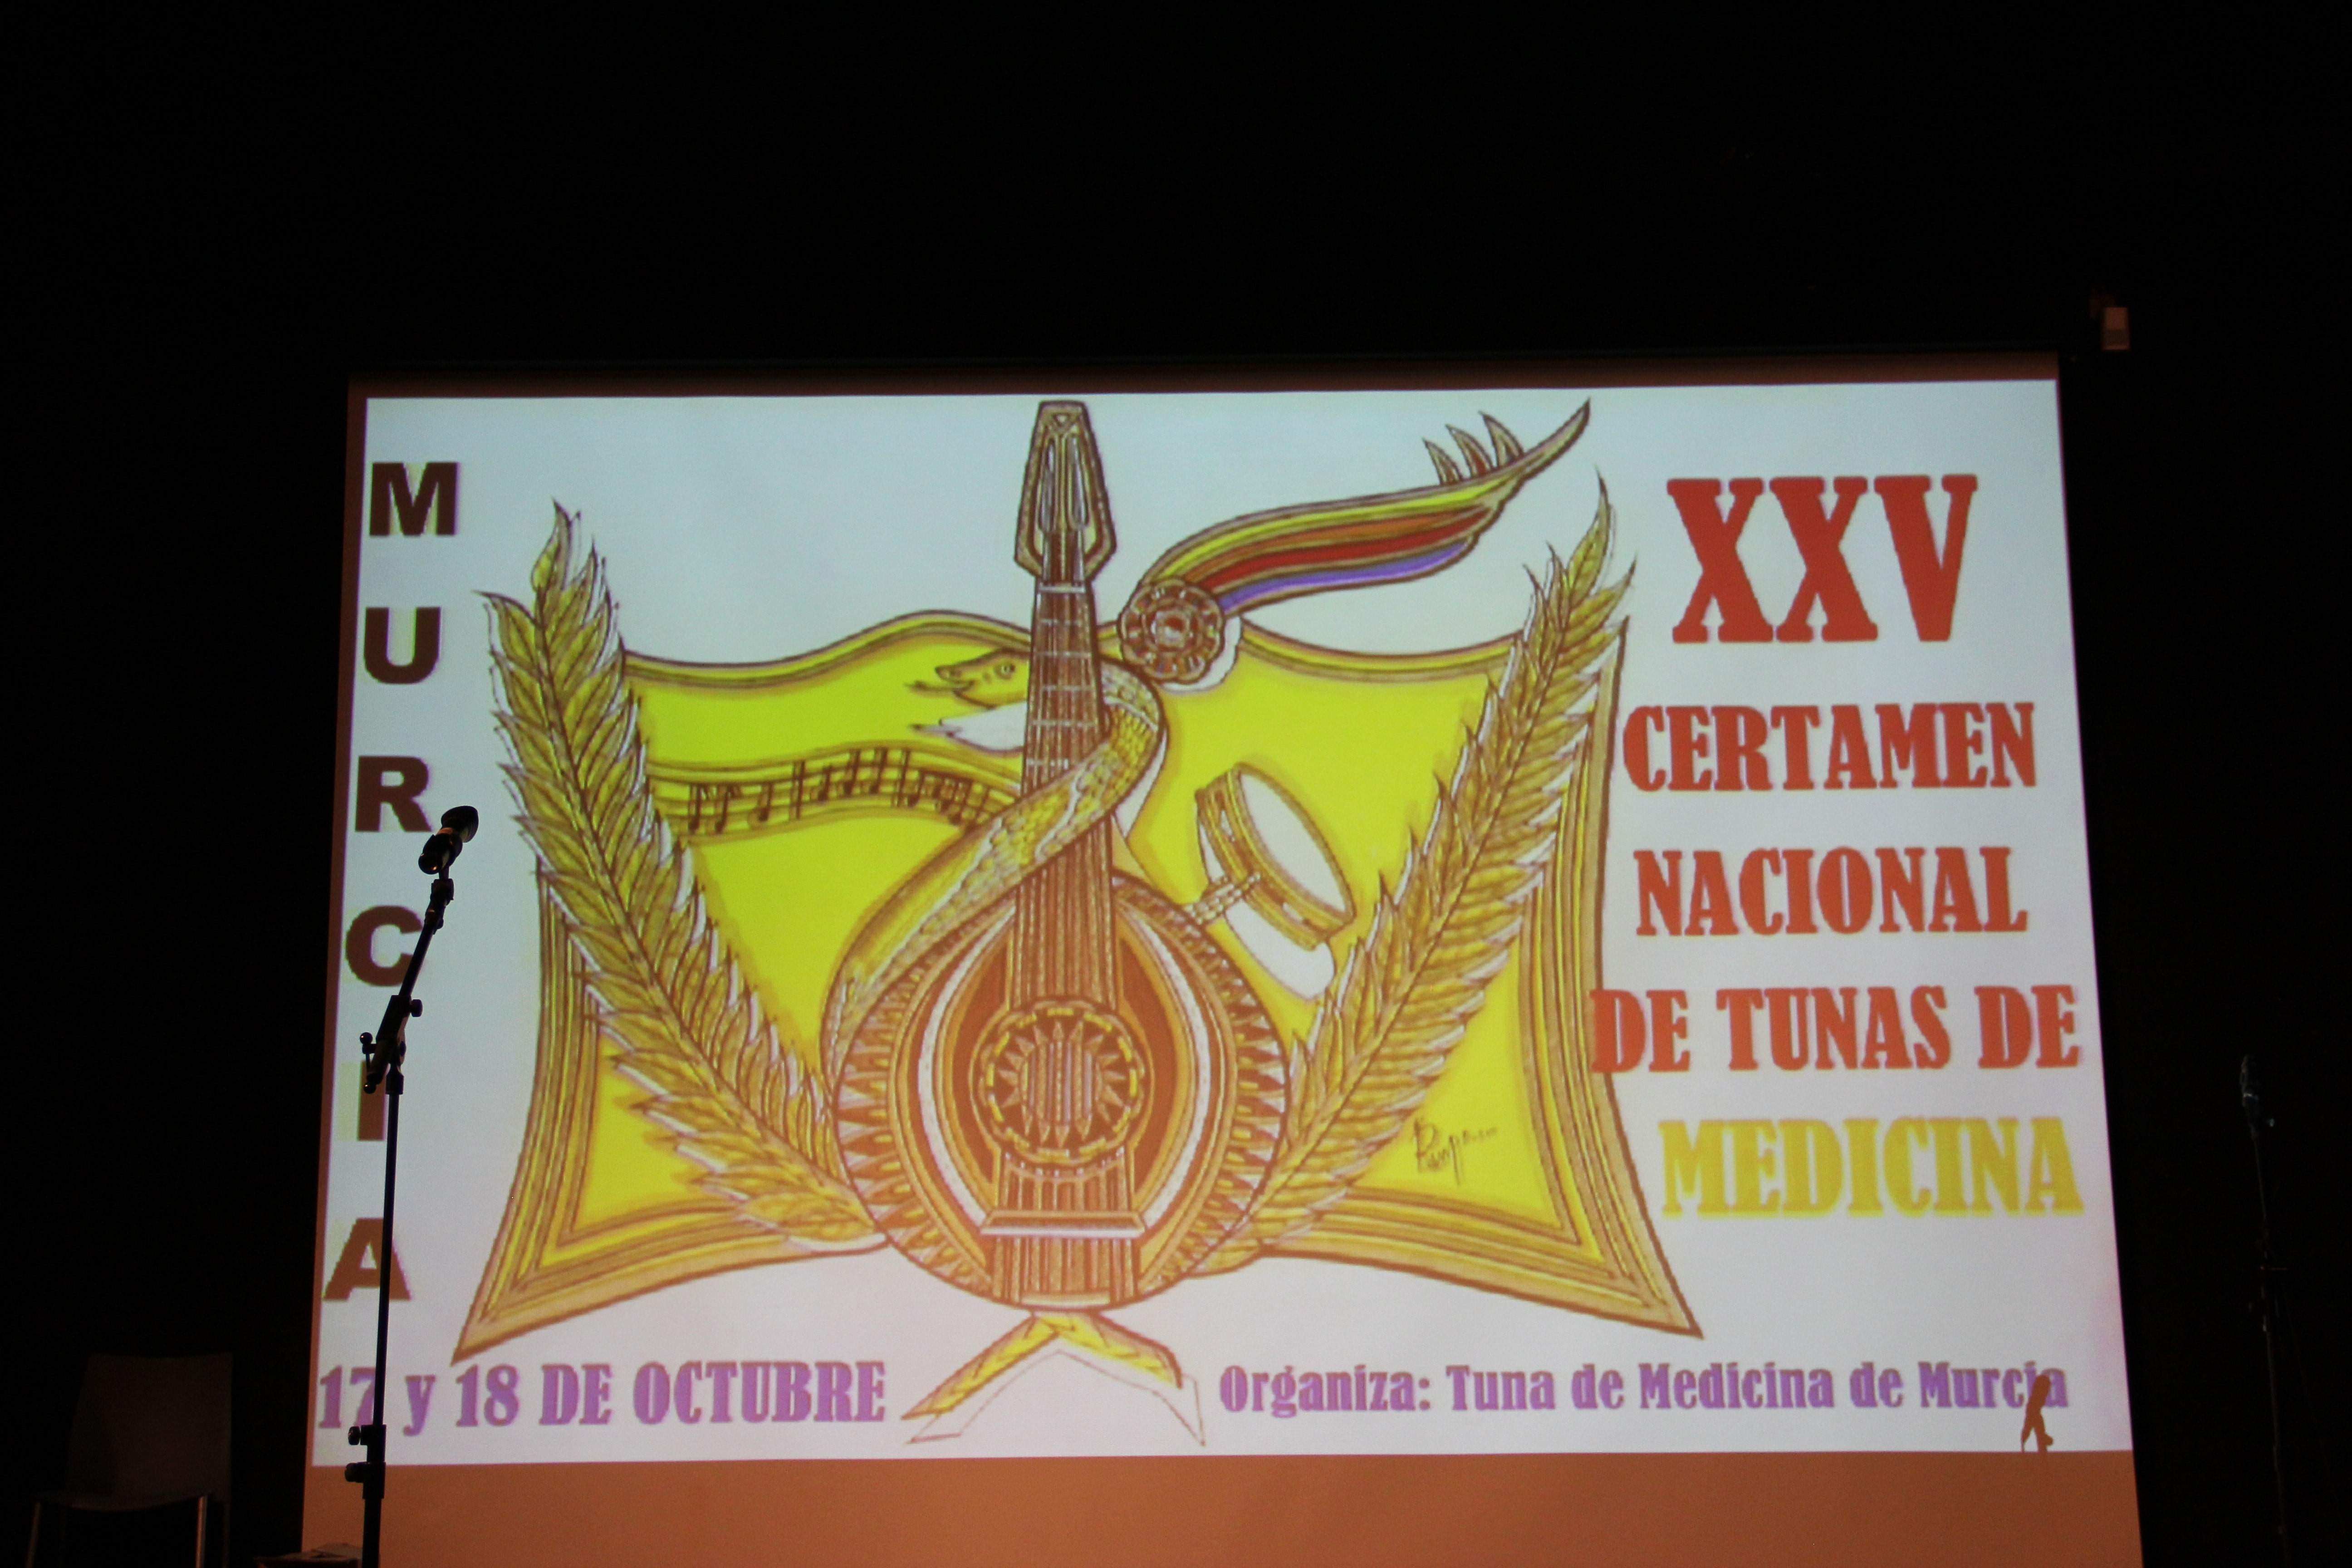 MURCIA
XXV
CERTAMEN
NACIONAL
DE TUNAS DE
MEDICINA
17 y 18 DE OCTUBRE
Organiza: Tuna de Medicina de Murcia